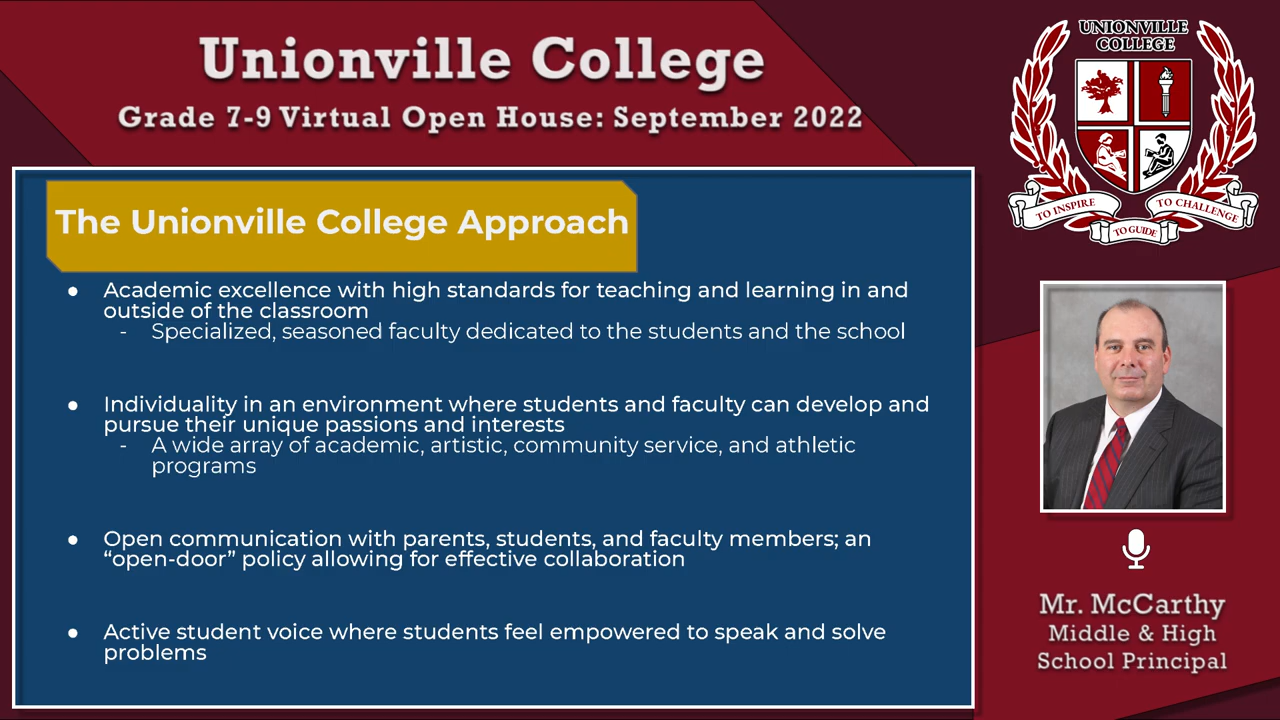 Unionville College
Grade 7-9 Virtual Open House: September 2022
UNIONVILLE
COLLEGE
TO INSPIRE
TO GUIDE
TO CHALLENGE
The Unionville College Approach
● Academic excellence with high standards for teaching and learning in and
outside of the classroom
- Specialized, seasoned faculty dedicated to the students and the school
● Individuality in an environment where students and faculty can develop and
pursue their unique passions and interests
- A wide array of academic, artistic, community service, and athletic
programs
● Open communication with parents, students, and faculty members; an
“open-door” policy allowing for effective collaboration
● Active student voice where students feel empowered to speak and solve
problems
Mr. McCarthy
Middle & High
School Principal